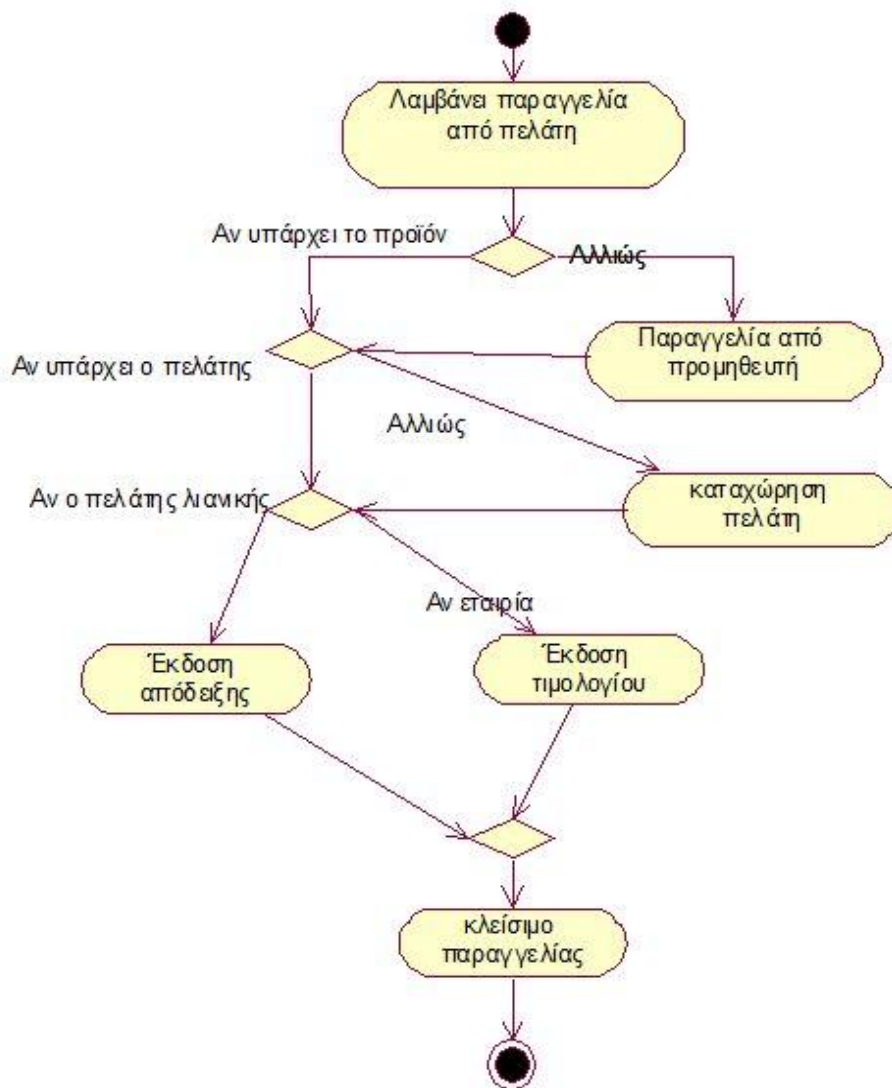 Λαμβάνει παραγγελία
από πελάτη
Αν υπάρχει το προϊόν
Αλλιώς
Παραγγελία από
προμηθευτή
Αν υπάρχει ο πελάτης
Αλλιώς
Αν ο πελάτης λιανικής
καταχώρηση
πελάτη
Αν εταιρία
Έκδοση
απόδειξης
Έκδοση
τιμολογίου
κλείσιμο
παραγγελίας